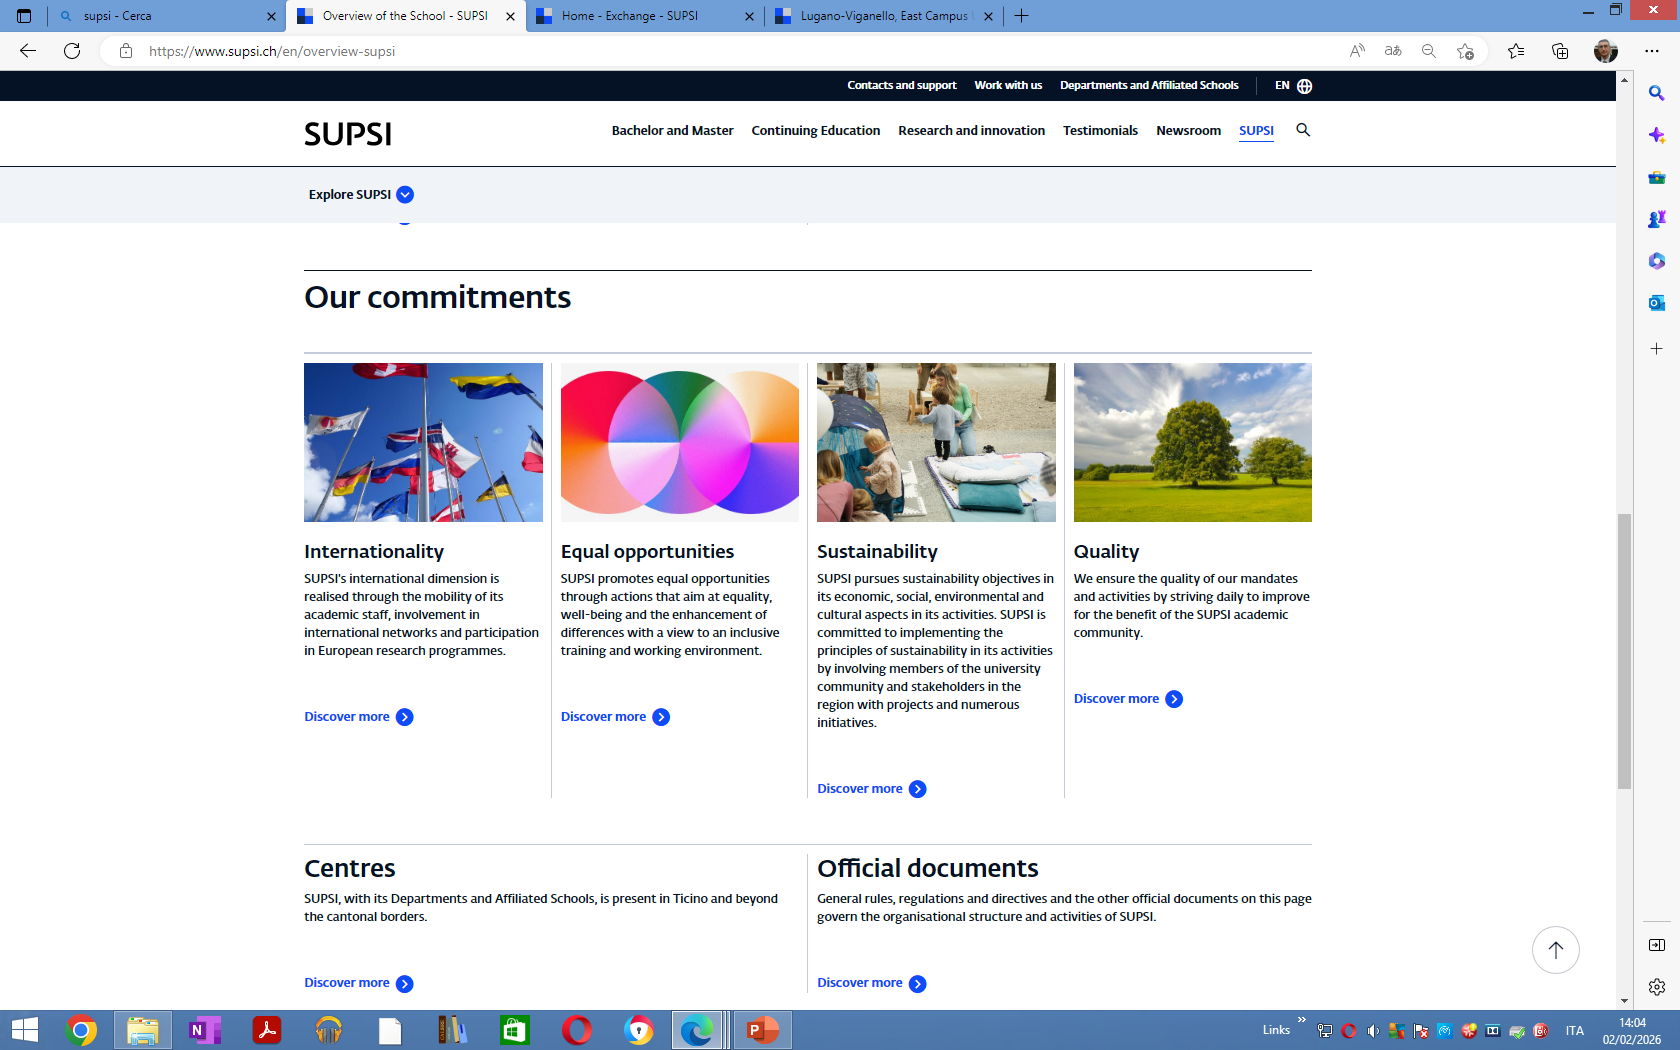 supsi - Cerca
Overview of the School - SUPSI
Home - Exchange - SUPSI
Lugano-Viganello, East Campus
https://www.supsi.ch/en/overview-supsi
Contacts and support Work with us Departments and Affiliated Schools EN
SUPSI
Bachelor and Master Continuing Education Research and innovation Testimonials Newsroom SUPSI
Explore SUPSI
Our commitments
Internationality
SUPSI's international dimension is
realised through the mobility of its
academic staff, involvement in
international networks and participation
in European research programmes.
Discover more
Equal opportunities
SUPSI promotes equal opportunities
through actions that aim at equality,
well-being and the enhancement of
differences with a view to an inclusive
training and working environment.
Discover more
Sustainability
SUPSI pursues sustainability objectives in
its economic, social, environmental and
cultural aspects in its activities. SUPSI is
committed to implementing the
principles of sustainability in its activities
by involving members of the university
community and stakeholders in the
region with projects and numerous
initiatives.
Discover more
Quality
We ensure the quality of our mandates
and activities by striving daily to improve
for the benefit of the SUPSI academic
community.
Discover more
Centres
SUPSI, with its Departments and Affiliated Schools, is present in Ticino and beyond
the cantonal borders.
Discover more
Official documents
General rules, regulations and directives and the other official documents on this page
govern the organisational structure and activities of SUPSI.
Discover more
Links
ITA
14:04
02/02/2026